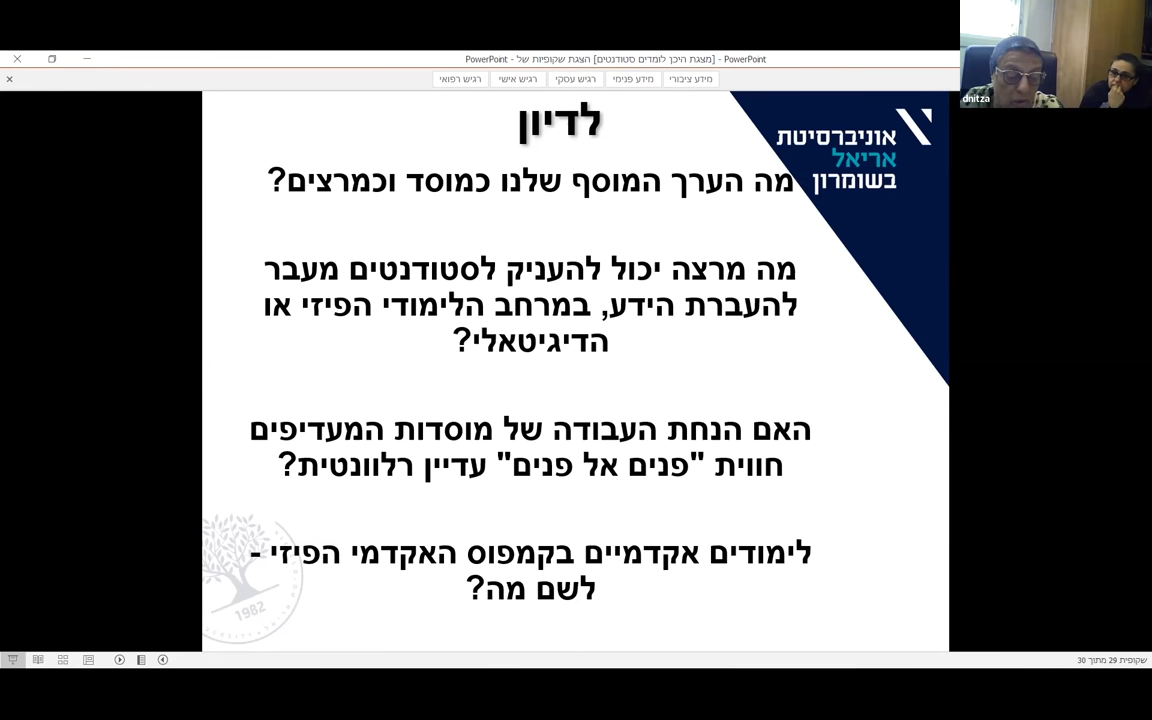 PowerPoint - [מצגת היכן לומדים סטודנטים] הצגת שקופיות של - PowerPoint
מידע ציבורי
מידע פנימי
רגיש עסקי
רגיש אישי
רגיש רפואי
dnitza
אוניברסיטת
אריאל
בשומרון
לדיון
מה הערך המוסף שלנו כמוסד וכמרצים?
מה מרצה יכול להעניק לסטודנטים מעבר
להעברת הידע, במרחב הלימודי הפיזי או
הדיגיטאלי?
האם הנחת העבודה של מוסדות המעדיפים
חווית "פנים אל פנים" עדיין רלוונטית?
לימודים אקדמיים בקמפוס האקדמי הפיזי -
לשם מה?
1982
שקופית 29 מתוך 30